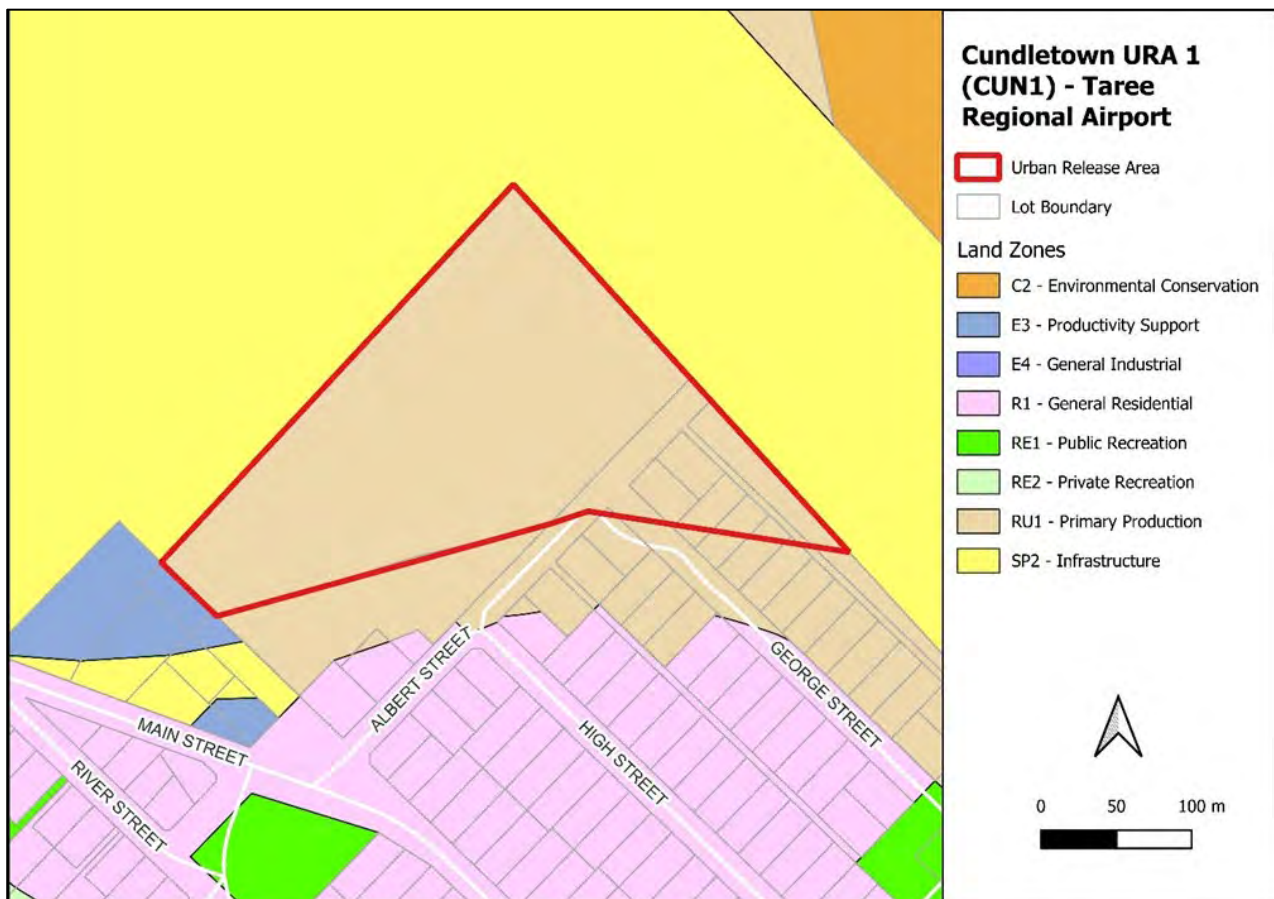 Cundletown URA 1
(CUN1) - Taree
Regional Airport
Urban Release Area
Lot Boundary
Land Zones
C2 - Environmental Conservation
E3 - Productivity Support
E4 - General Industrial
R1 - General Residential
RE1 - Public Recreation
RE2 - Private Recreation
RU1 - Primary Production
SP2 - Infrastructure
ALBERT STREET
GEORGE STREET
MAIN STREET
HIGH STREET
RIVER STREET
0 50 100 m